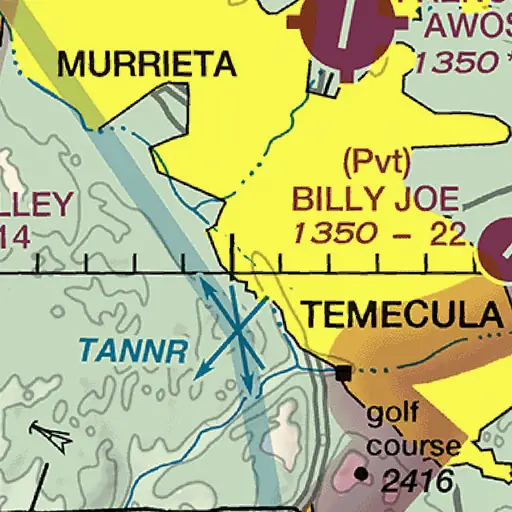 AWOS
1350
MURRIETA
(Pvt)
BILLY JOE
1350 – 22
LLEY
14
TEMECULA
TANNR
golf
course
2416